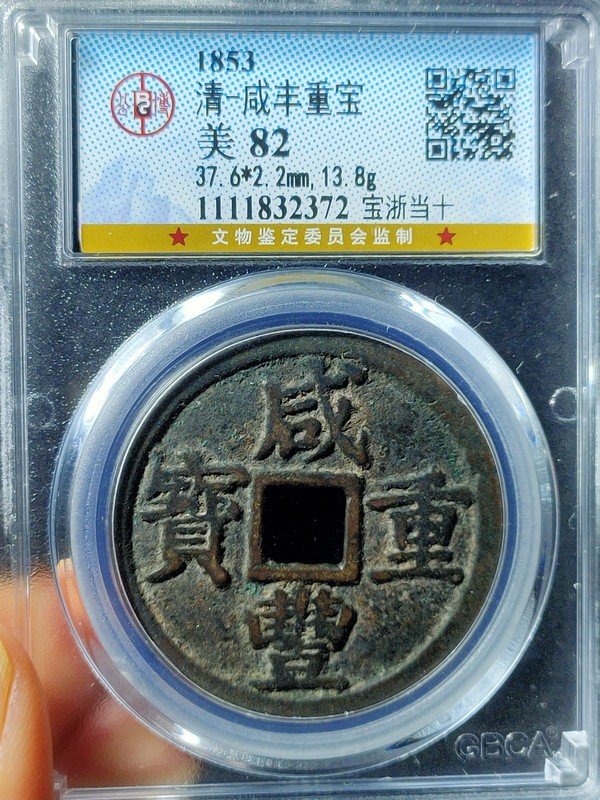 1853
清-咸丰重宝
美 82
37.6*2.2mm,13.8g
1111832372 宝浙当十
★ 文物鉴定委员会监制 ★
咸
寶 重
豐
GBCA®